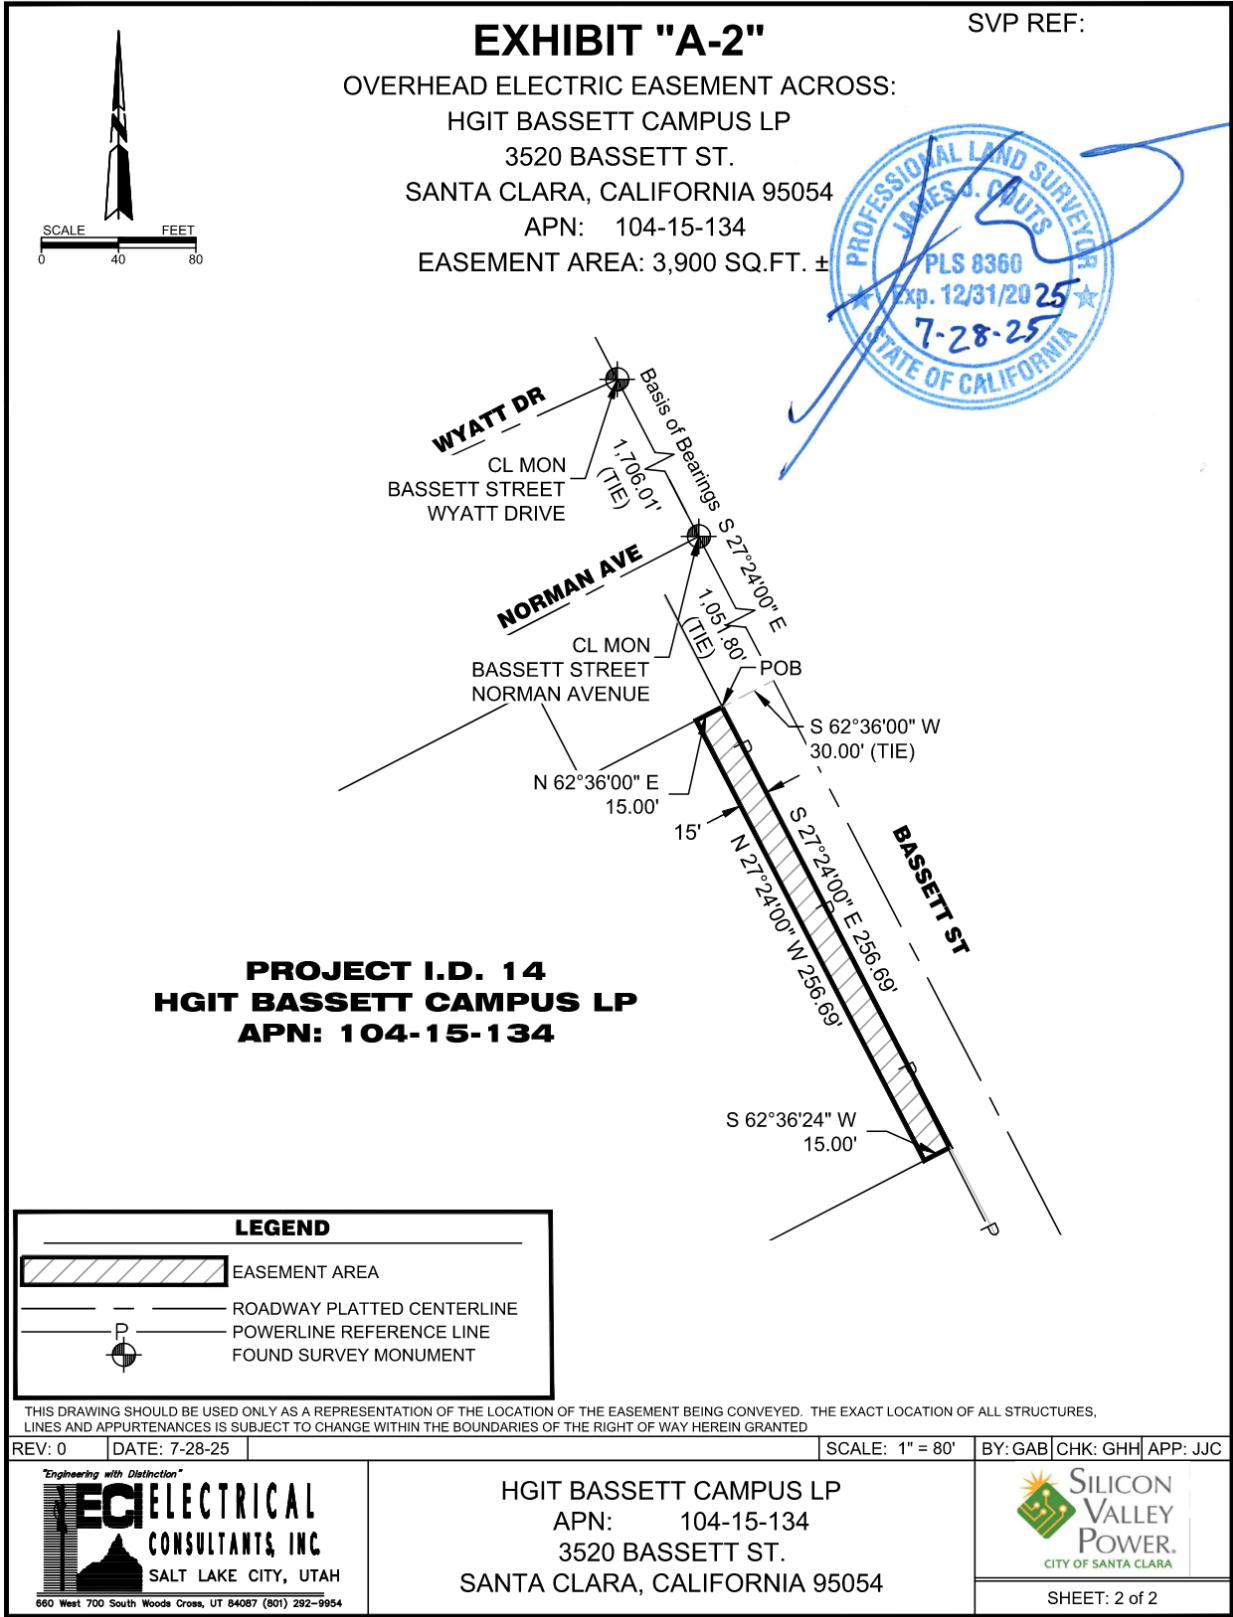 EXHIBIT "A-2"
SVP REF:
OVERHEAD ELECTRIC EASEMENT ACROSS:
HGIT BASSETT CAMPUS LP
3520 BASSETT ST.
SANTA CLARA, CALIFORNIA 95054
APN: 104-15-134
EASEMENT AREA: 3,900 SQ.FT. ±
N
SCALE FEET
0 40 80
PROFESSIONAL LAND SURVEYOR
JAMES J. COUTS
PLS 8360
Exp. 12/31/2025
7-28-25
STATE OF CALIFORNIA
WYATT DR
CL MON
BASSETT STREET
WYATT DRIVE
Basis of Bearings S 27°24'00" E
1,706.01'
(TIE)
NORMAN AVE
CL MON
BASSETT STREET
NORMAN AVENUE
1,051.80'
(TIE)
POB
S 62°36'00" W
30.00' (TIE)
N 62°36'00" E
15.00'
15'
P
S 27°24'00" E 256.69'
N 27°24'00" W 256.69'
P
P
BASSETT ST
PROJECT I.D. 14
HGIT BASSETT CAMPUS LP
APN: 104-15-134
S 62°36'24" W
15.00'
P
LEGEND
EASEMENT AREA
ROADWAY PLATTED CENTERLINE
P POWERLINE REFERENCE LINE
FOUND SURVEY MONUMENT
THIS DRAWING SHOULD BE USED ONLY AS A REPRESENTATION OF THE LOCATION OF THE EASEMENT BEING CONVEYED. THE EXACT LOCATION OF ALL STRUCTURES,
LINES AND APPURTENANCES IS SUBJECT TO CHANGE WITHIN THE BOUNDARIES OF THE RIGHT OF WAY HEREIN GRANTED
REV: 0 DATE: 7-28-25 SCALE: 1" = 80' BY: GAB CHK: GHH APP: JJC
"Engineering with Distinction"
ECI ELECTRICAL
CONSULTANTS, INC.
SALT LAKE CITY, UTAH
660 West 700 South Woods Cross, UT 84087 (801) 292-9954
HGIT BASSETT CAMPUS LP
APN: 104-15-134
3520 BASSETT ST.
SANTA CLARA, CALIFORNIA 95054
SILICON
VALLEY
POWER.
CITY OF SANTA CLARA
SHEET: 2 of 2